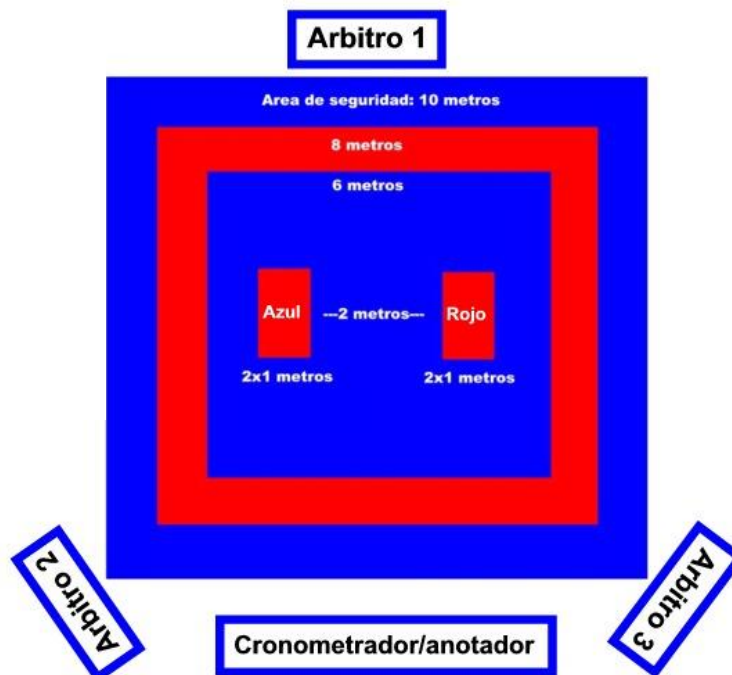 Arbitro 1
Area de seguridad: 10 metros
8 metros
6 metros
Azul
---2 metros---
Rojo
2x1 metros
2x1 metros
Arbitro 2
Arbitro 3
Cronometrador/anotador